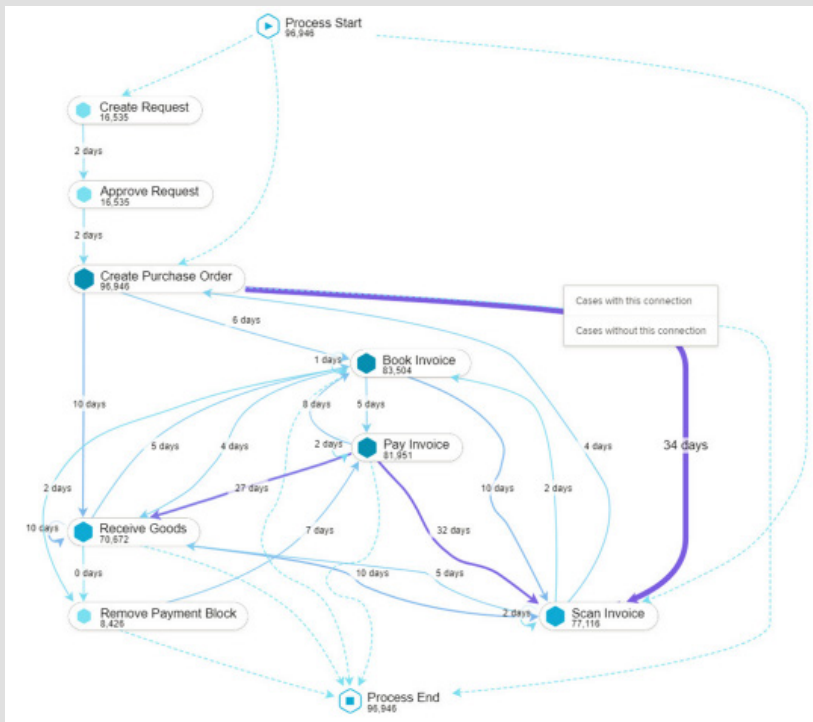 Process Start
96,946
Create Request
16,535
2 days
Approve Request
16,535
2 days
Create Purchase Order
96,946
Cases with this connection
Cases without this connection
6 days
1 days
Book Invoice
83,504
10 days
8 days
5 days
5 days
4 days
2 days
Pay Invoice
81,951
4 days
34 days
2 days
27 days
10 days
2 days
10 days
Receive Goods
70,672
7 days
32 days
0 days
10 days
5 days
Remove Payment Block
8,426
2 days
Scan Invoice
77,116
Process End
96,946